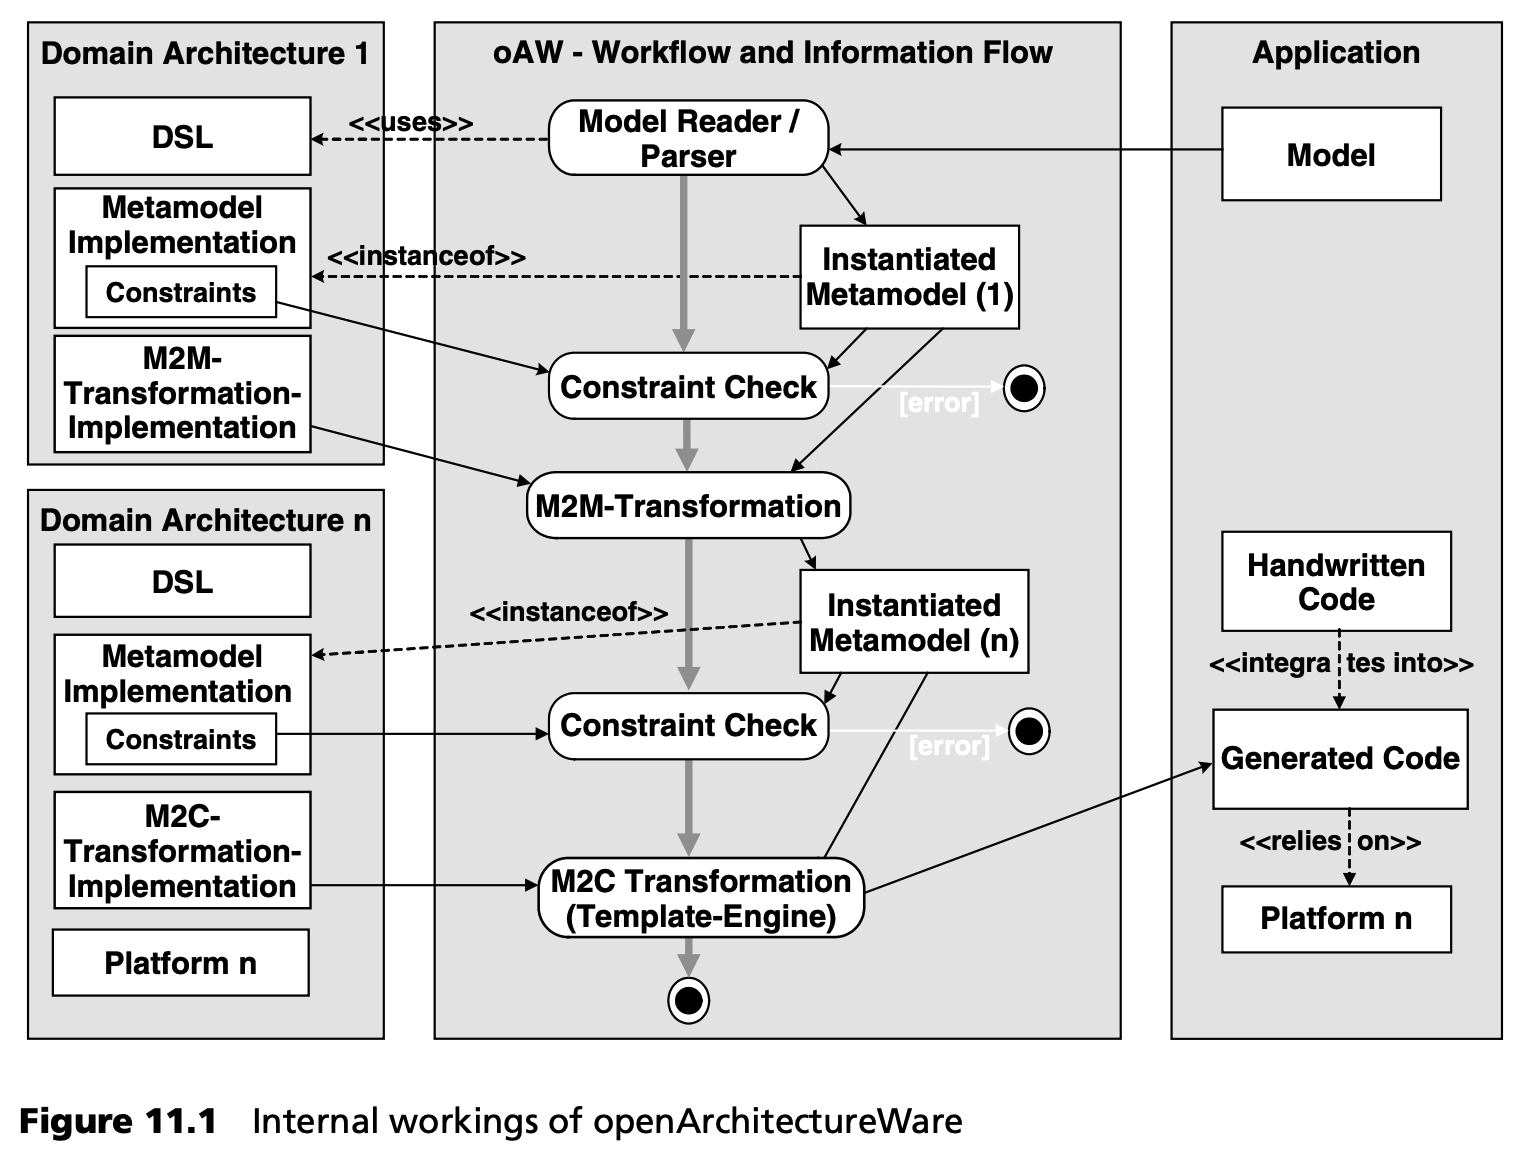 Domain Architecture 1
DSL
Metamodel
Implementation
Constraints
M2M-
Transformation-
Implementation
Domain Architecture n
DSL
Metamodel
Implementation
Constraints
M2C-
Transformation-
Implementation
Platform n
oAW - Workflow and Information Flow
<<uses>>
Model Reader /
Parser
<<instanceof>>
Instantiated
Metamodel (1)
Constraint Check
[error]
M2M-Transformation
<<instanceof>>
Instantiated
Metamodel (n)
Constraint Check
[error]
M2C Transformation
(Template-Engine)
Application
Model
Handwritten
Code
<<integra tes into>>
Generated Code
<<relies on>>
Platform n
Figure 11.1 Internal workings of openArchitectureWare